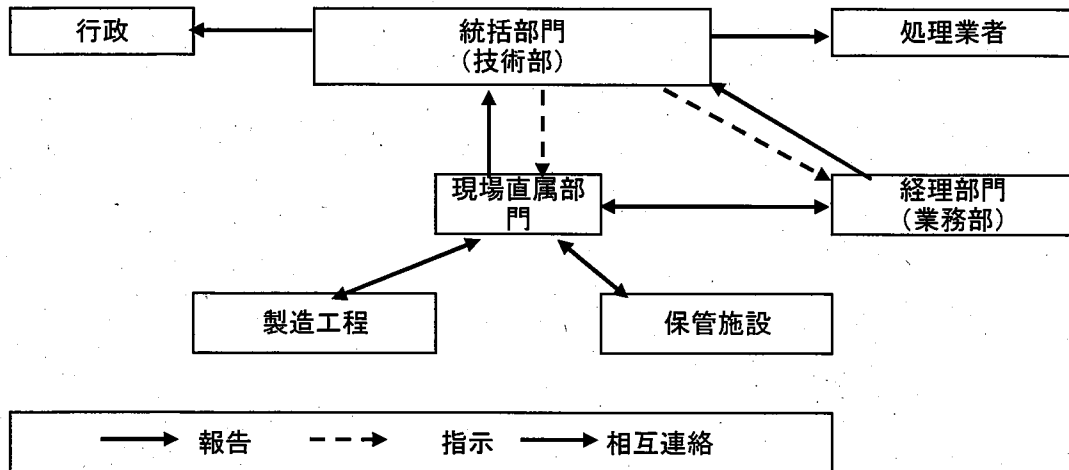 行政
統括部門
（技術部）
処理業者
現場直属部
門
経理部門
（業務部）
製造工程
保管施設
報告 指示 相互連絡